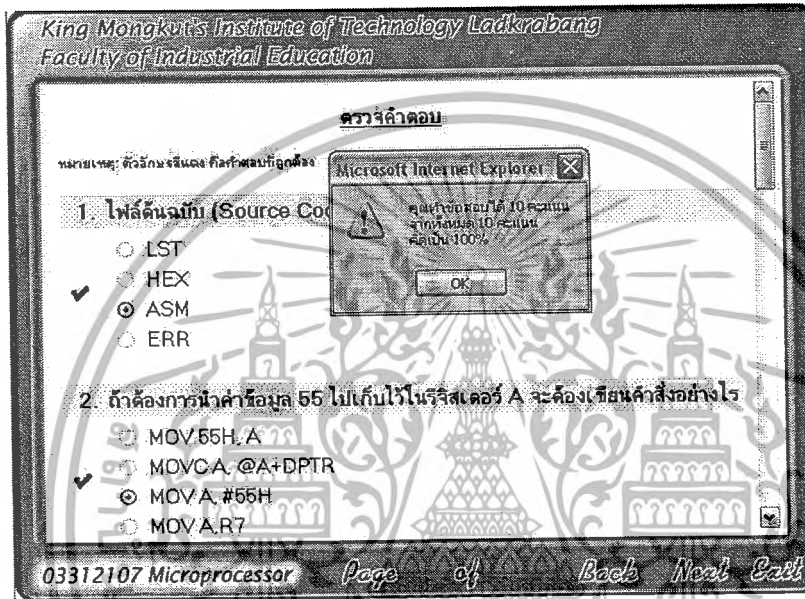 King Mongkut's Institute of Technology Ladkrabang
Faculty of Industrial Education
ตรวจคำตอบ
หมายเหตุ: ตัวอักษรสีแดง คือคำตอบที่ถูกต้อง
Microsoft Internet Explorer
คุณทำข้อสอบได้ 10 คะแนน
จากทั้งหมด 10 คะแนน
คิดเป็น 100%
OK
1. ไฟล์ต้นฉบับ (Source Co
.LST
.HEX
.ASM
.ERR
2. ถ้าต้องการนำค่าข้อมูล 55 ไปเก็บไว้ในรีจิสเตอร์ A จะต้องเขียนคำสั่งอย่างไร
MOV 55H, A
MOVC A, @A+DPTR
MOV A, #55H
MOV A,R7
03312107 Microprocessor Page of Back Next Exit